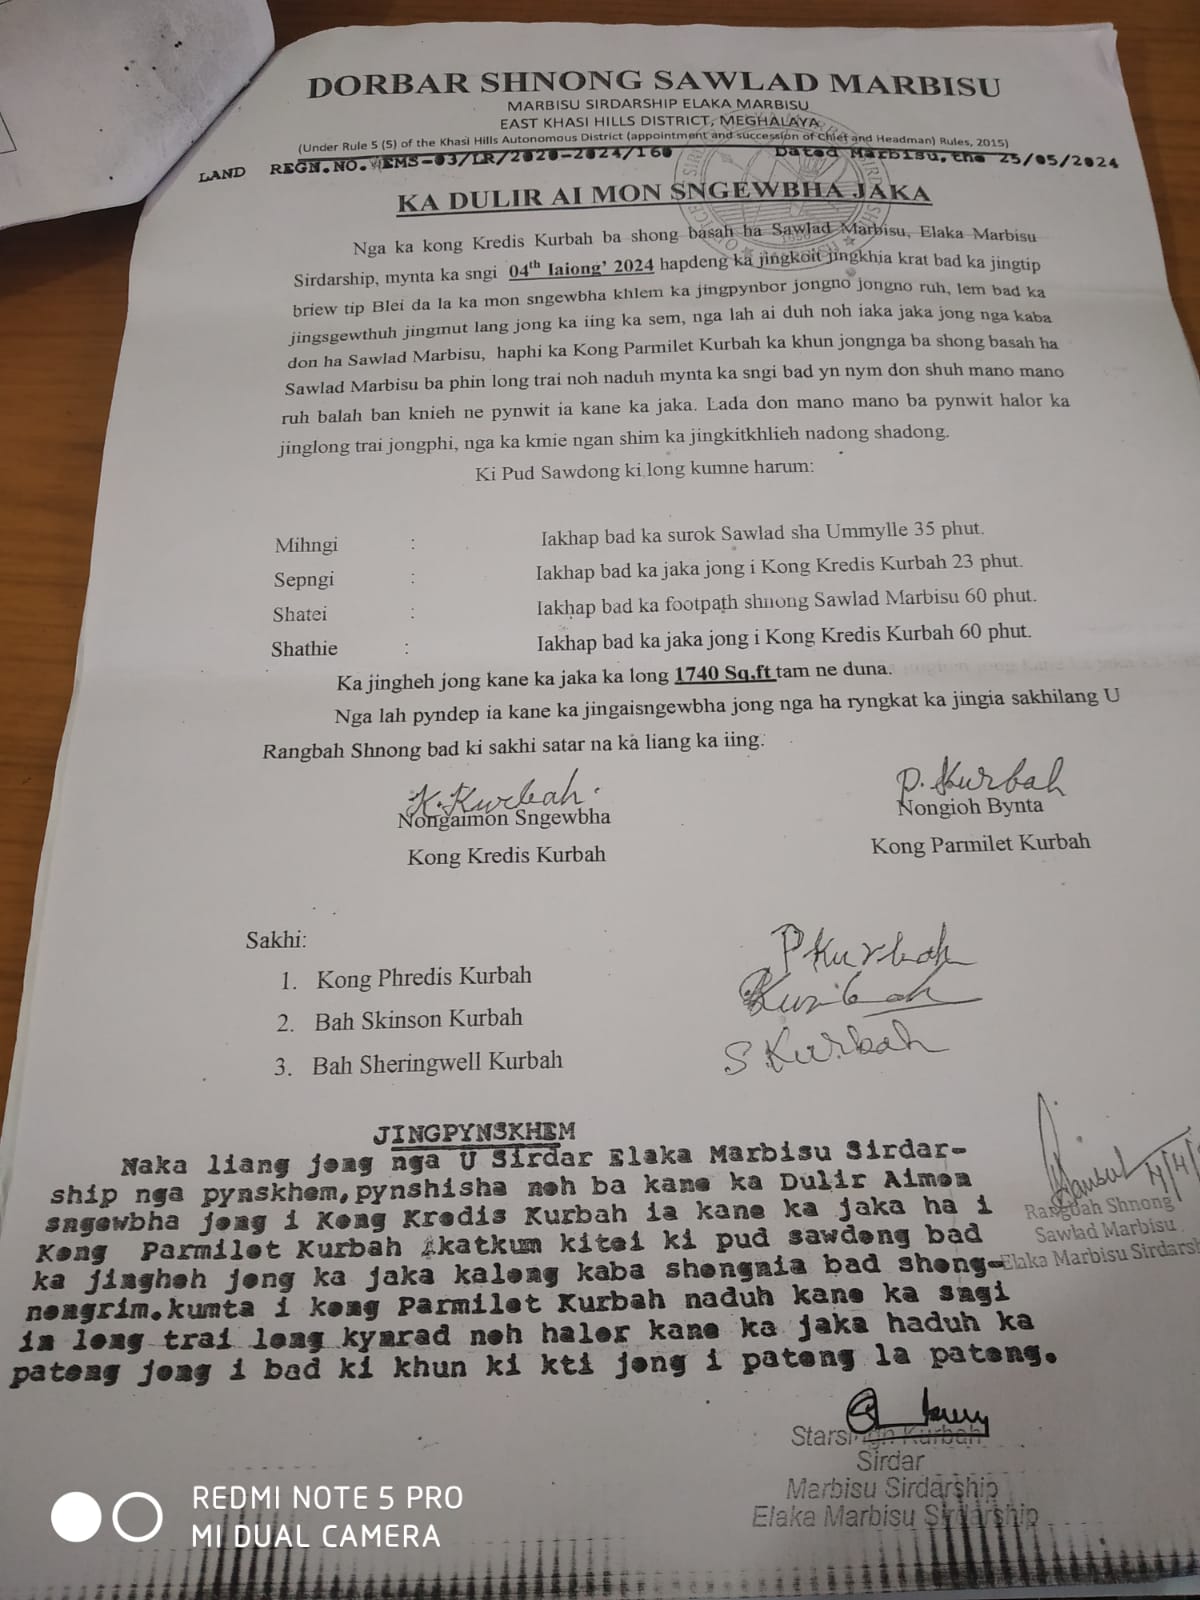 DORBAR SHNONG SAWLAD MARBISU
MARBISU SIRDARSHIP ELAKA MARBISU
EAST KHASI HILLS DISTRICT, MEGHALAYA
(Under Rule 5 (5) of the Khasi Hills Autonomous District (appointment and succession of Chief and Headman) Rules, 2015)
LAND REGN.NO. EMS-03/LR/2020-2024/160 Dated Marbisu, the 25/05/2024
KA DULIR AI MON SNGEWBHA JAKA
Nga ka kong Kredis Kurbah ba shong basah ha Sawlad Marbisu, Elaka Marbisu
Sirdarship, mynta ka sngi 04th Iaiong' 2024 hapdeng ka jingkoit jingkhia krat bad ka jingtip
briew tip Blei da la ka mon sngewbha khlem ka jingpynbor jongno jongno ruh, lem bad ka
jingsgewthuh jingmut lang jong ka iing ka sem, nga lah ai duh noh iaka jaka jong nga kaba
don ha Sawlad Marbisu, haphi ka Kong Parmilet Kurbah ka khun jongnga ba shong basah ha
Sawlad Marbisu ba phin long trai noh naduh mynta ka sngi bad yn nym don shuh mano mano
ruh balah ban knieh ne pynwit ia kane ka jaka. Lada don mano mano ba pynwit halor ka
jinglong trai jongphi, nga ka kmie ngan shim ka jingkitkhlieh nadong shadong.
Ki Pud Sawdong ki long kumne harum:
Mihngi : Iakhap bad ka surok Sawlad sha Ummylle 35 phut.
Sepngi : Iakhap bad ka jaka jong i Kong Kredis Kurbah 23 phut.
Shatei : Iakhap bad ka footpath shnong Sawlad Marbisu 60 phut.
Shathie : Iakhap bad ka jaka jong i Kong Kredis Kurbah 60 phut.
Ka jingheh jong kane ka jaka ka long 1740 Sq.ft tam ne duna.
Nga lah pyndep ia kane ka jingaisngewbha jong nga ha ryngkat ka jingia sakhilang U
Rangbah Shnong bad ki sakhi satar na ka liang ka iing.
K. Kurbah. P. Kurbah
Nongaimon Sngewbha Nongioh Bynta
Kong Kredis Kurbah Kong Parmilet Kurbah
Sakhi:
1. Kong Phredis Kurbah P Kurbah
2. Bah Skinson Kurbah Kurbah
3. Bah Sheringwell Kurbah S Kurbah
JINGPYNSKHEM
Naka liang jong nga U Sirdar Elaka Marbisu Sirdar-
ship nga pynskhem, pynshisha noh ba kane ka Dulir Aimon
sngewbha jong i Kong Kredis Kurbah ia kane ka jaka ha i
Kong Parmilet Kurbah katkum kitei ki pud sawdong bad
ka jingheh jong ka jaka kalong kaba shongnia bad shong-
nongrim. kumta i kong Parmilet Kurbah naduh kane ka sngi
in long trai long kynrad noh halor kane ka jaka haduh ka
pateng jong i bad ki khun ki kti jong i pateng la pateng.
Rangbah Shnong
Sawlad Marbisu
Elaka Marbisu Sirdarsh
Starsingh Kurbah
Sirdar
Marbisu Sirdarship
Elaka Marbisu Sirdarship
REDMI NOTE 5 PRO
MI DUAL CAMERA